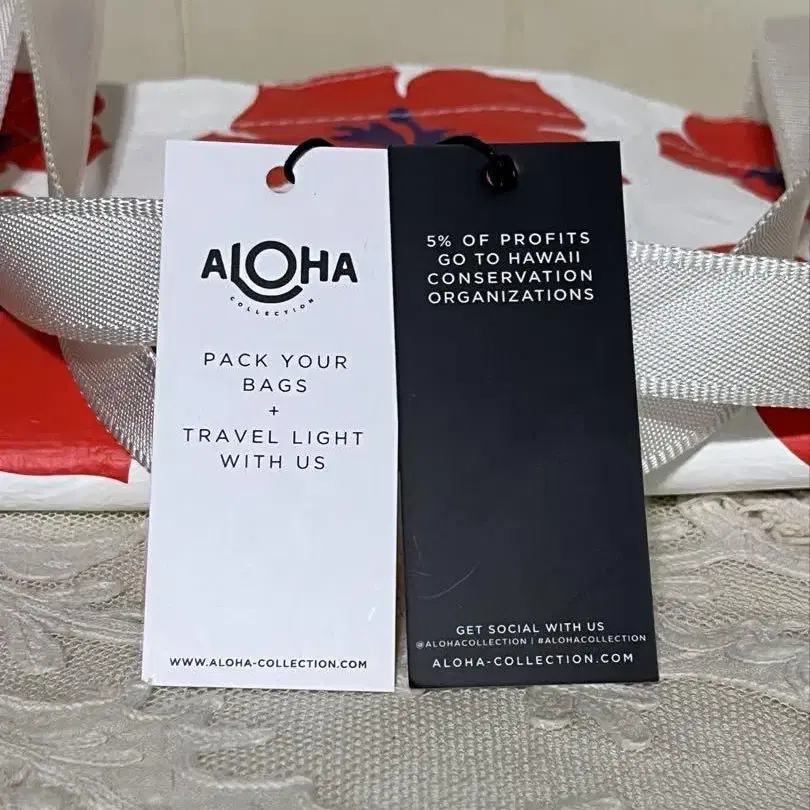 ALOHA
COLLECTION
PACK YOUR
BAGS
+
TRAVEL LIGHT
WITH US
WWW.ALOHA-COLLECTION.COM
5% OF PROFITS
GO TO HAWAII
CONSERVATION
ORGANIZATIONS
GET SOCIAL WITH US
@ALOHACOLLECTION | #ALOHACOLLECTION
ALOHA-COLLECTION.COM